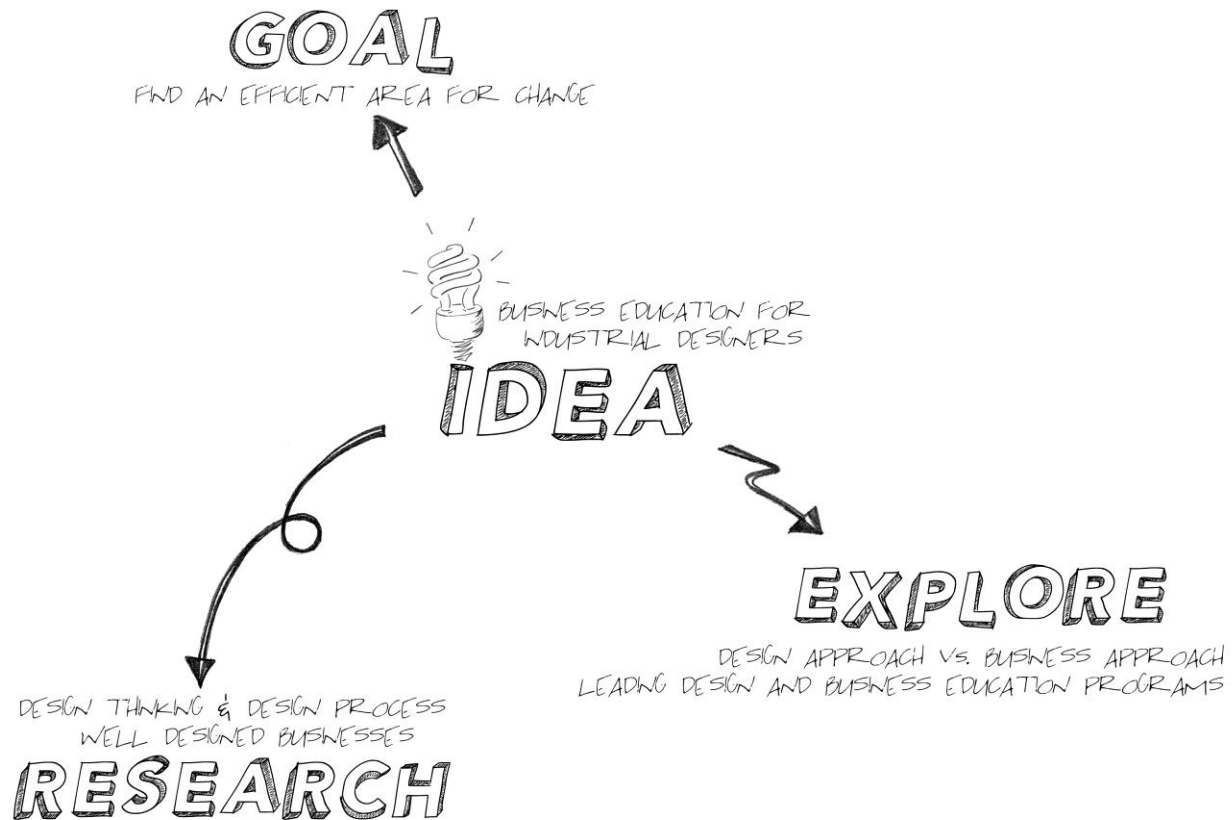 GOAL
FIND AN EFFICIENT AREA FOR CHANGE
BUSINESS EDUCATION FOR
INDUSTRIAL DESIGNERS
IDEA
EXPLORE
DESIGN APPROACH VS. BUSINESS APPROACH
LEADING DESIGN AND BUSINESS EDUCATION PROGRAMS
DESIGN THINKING & DESIGN PROCESS
WELL DESIGNED BUSINESSES
RESEARCH